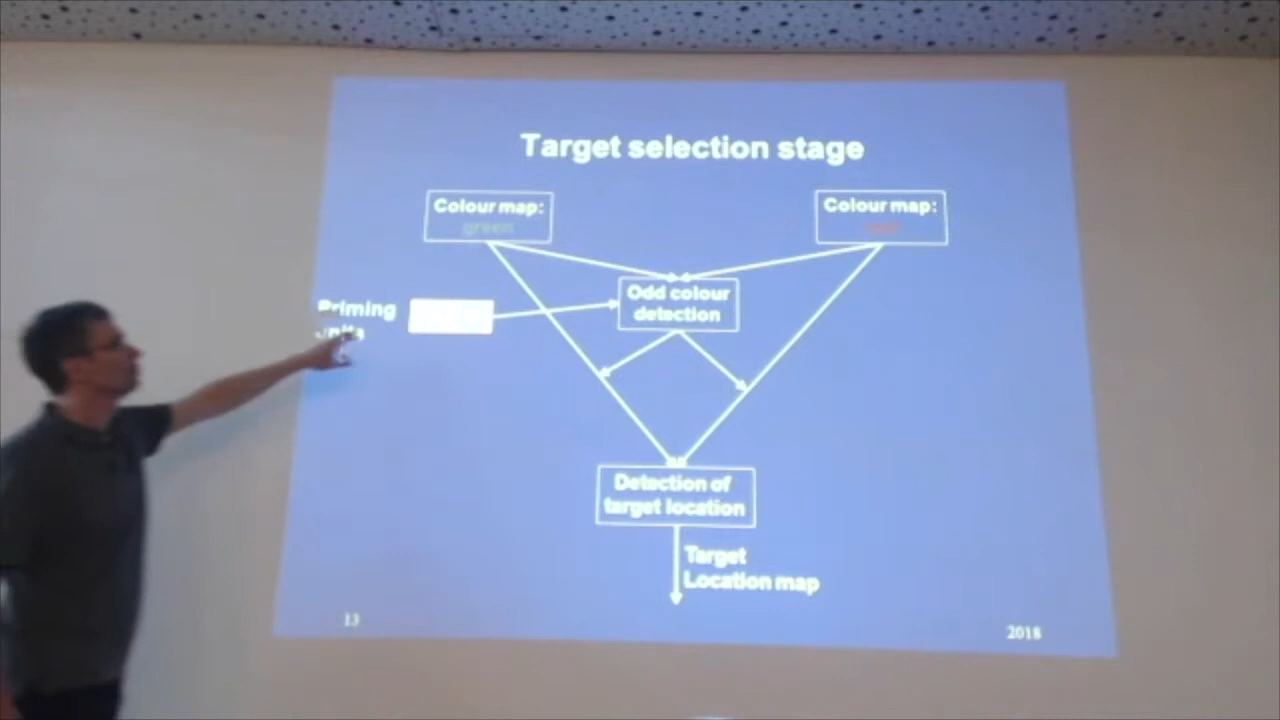 Target selection stage
Colour map:
green
Colour map:
red
Priming
units
Odd colour
detection
Detection of
target location
Target
Location map
13
2018